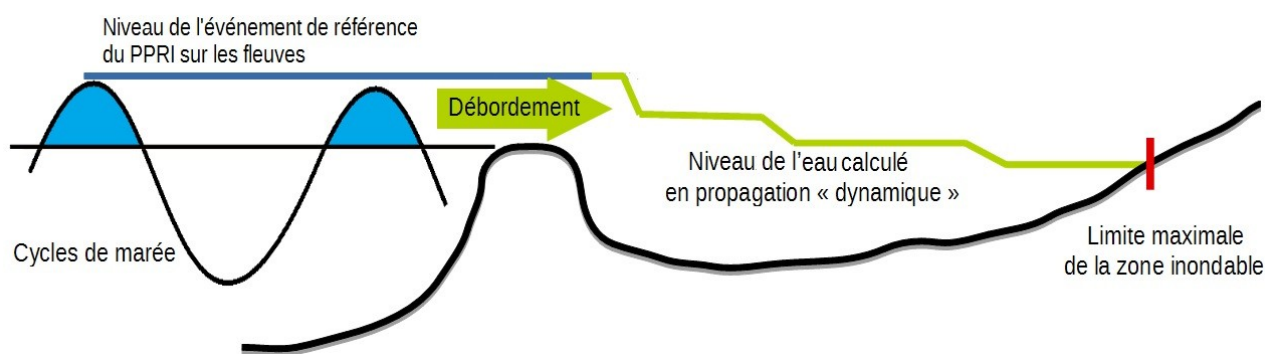 Niveau de l'événement de référence
du PPRI sur les fleuves
Débordement
Niveau de l'eau calculé
en propagation « dynamique »
Cycles de marée
Limite maximale
de la zone inondable